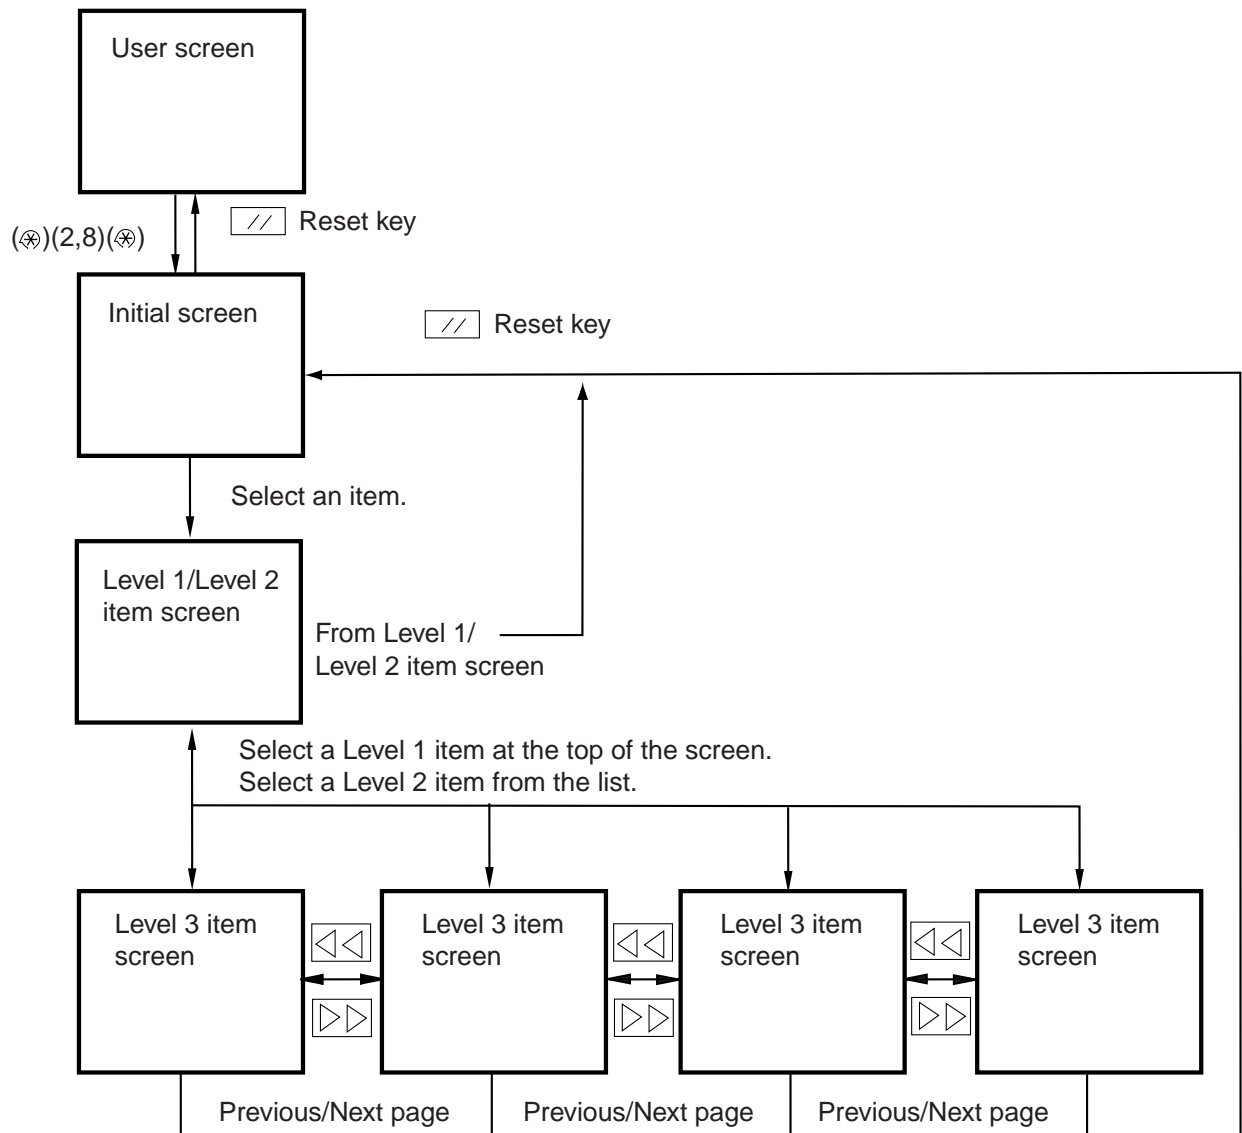 User screen
// Reset key
(✳)(2,8)(✳)
Initial screen
// Reset key
Select an item.
Level 1/Level 2
item screen
From Level 1/
Level 2 item screen
Select a Level 1 item at the top of the screen.
Select a Level 2 item from the list.
Level 3 item
screen
Level 3 item
screen
Level 3 item
screen
Level 3 item
screen
Previous/Next page
Previous/Next page
Previous/Next page